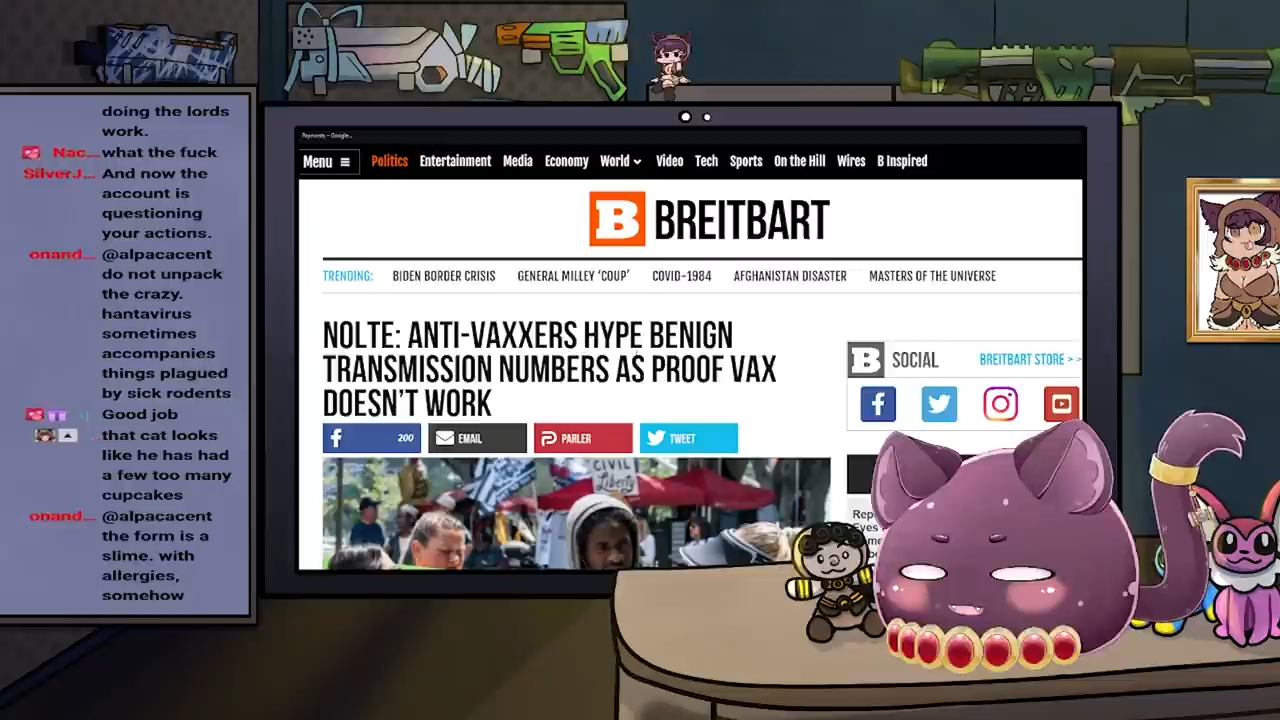 doing the lords
work.
Nac... what the fuck
SilverJ... And now the
account is
questioning
your actions.
onand... @alpacacent
do not unpack
the crazy.
hantavirus
sometimes
accompanies
things plagued
by sick rodents
Good job
that cat looks
like he has had
a few too many
cupcakes
onand... @alpacacent
the form is a
slime. with
allergies,
somehow
Payments - Google...
Menu Politics Entertainment Media Economy World Video Tech Sports On the Hill Wires B Inspired
B BREITBART
TRENDING: BIDEN BORDER CRISIS GENERAL MILLEY ‘COUP’ COVID-1984 AFGHANISTAN DISASTER MASTERS OF THE UNIVERSE
NOLTE: ANTI-VAXXERS HYPE BENIGN
TRANSMISSION NUMBERS AS PROOF VAX
DOESN’T WORK
B SOCIAL BREITBART STORE > >
200 EMAIL PARLER TWEET
CIVIL
Liberty
Rep
Eyes